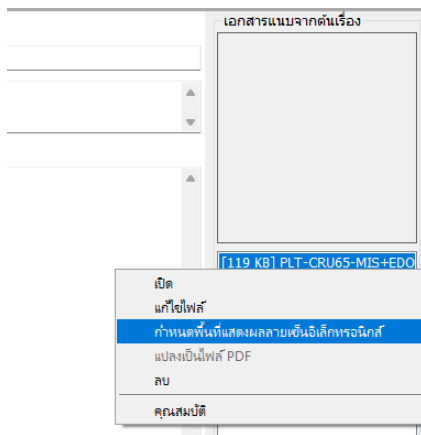 เอกสารแนบจากต้นเรื่อง
[119 KB] PLT-CRU65-MIS+EDO
เปิด
แก้ไขไฟล์
กำหนดพื้นที่แสดงผลลายเซ็นอิเล็กทรอนิกส์
แปลงเป็นไฟล์ PDF
ลบ
คุณสมบัติ